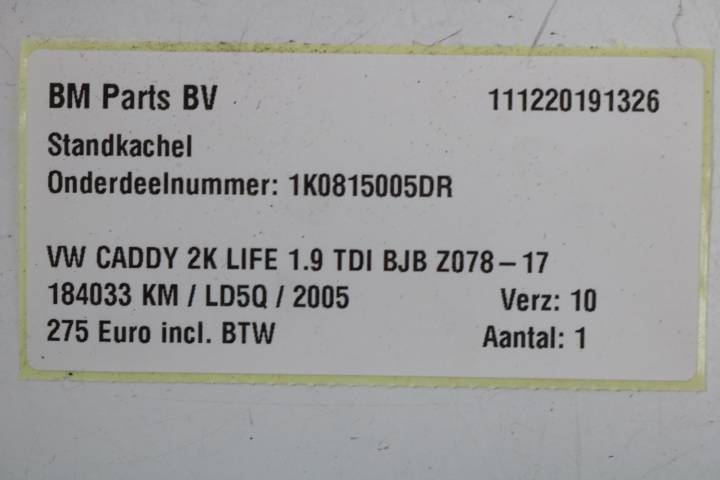 BM Parts BV 111220191326
Standkachel
Onderdeelnummer: 1K0815005DR
VW CADDY 2K LIFE 1.9 TDI BJB Z078-17
184033 KM / LD5Q / 2005 Verz: 10
275 Euro incl. BTW Aantal: 1